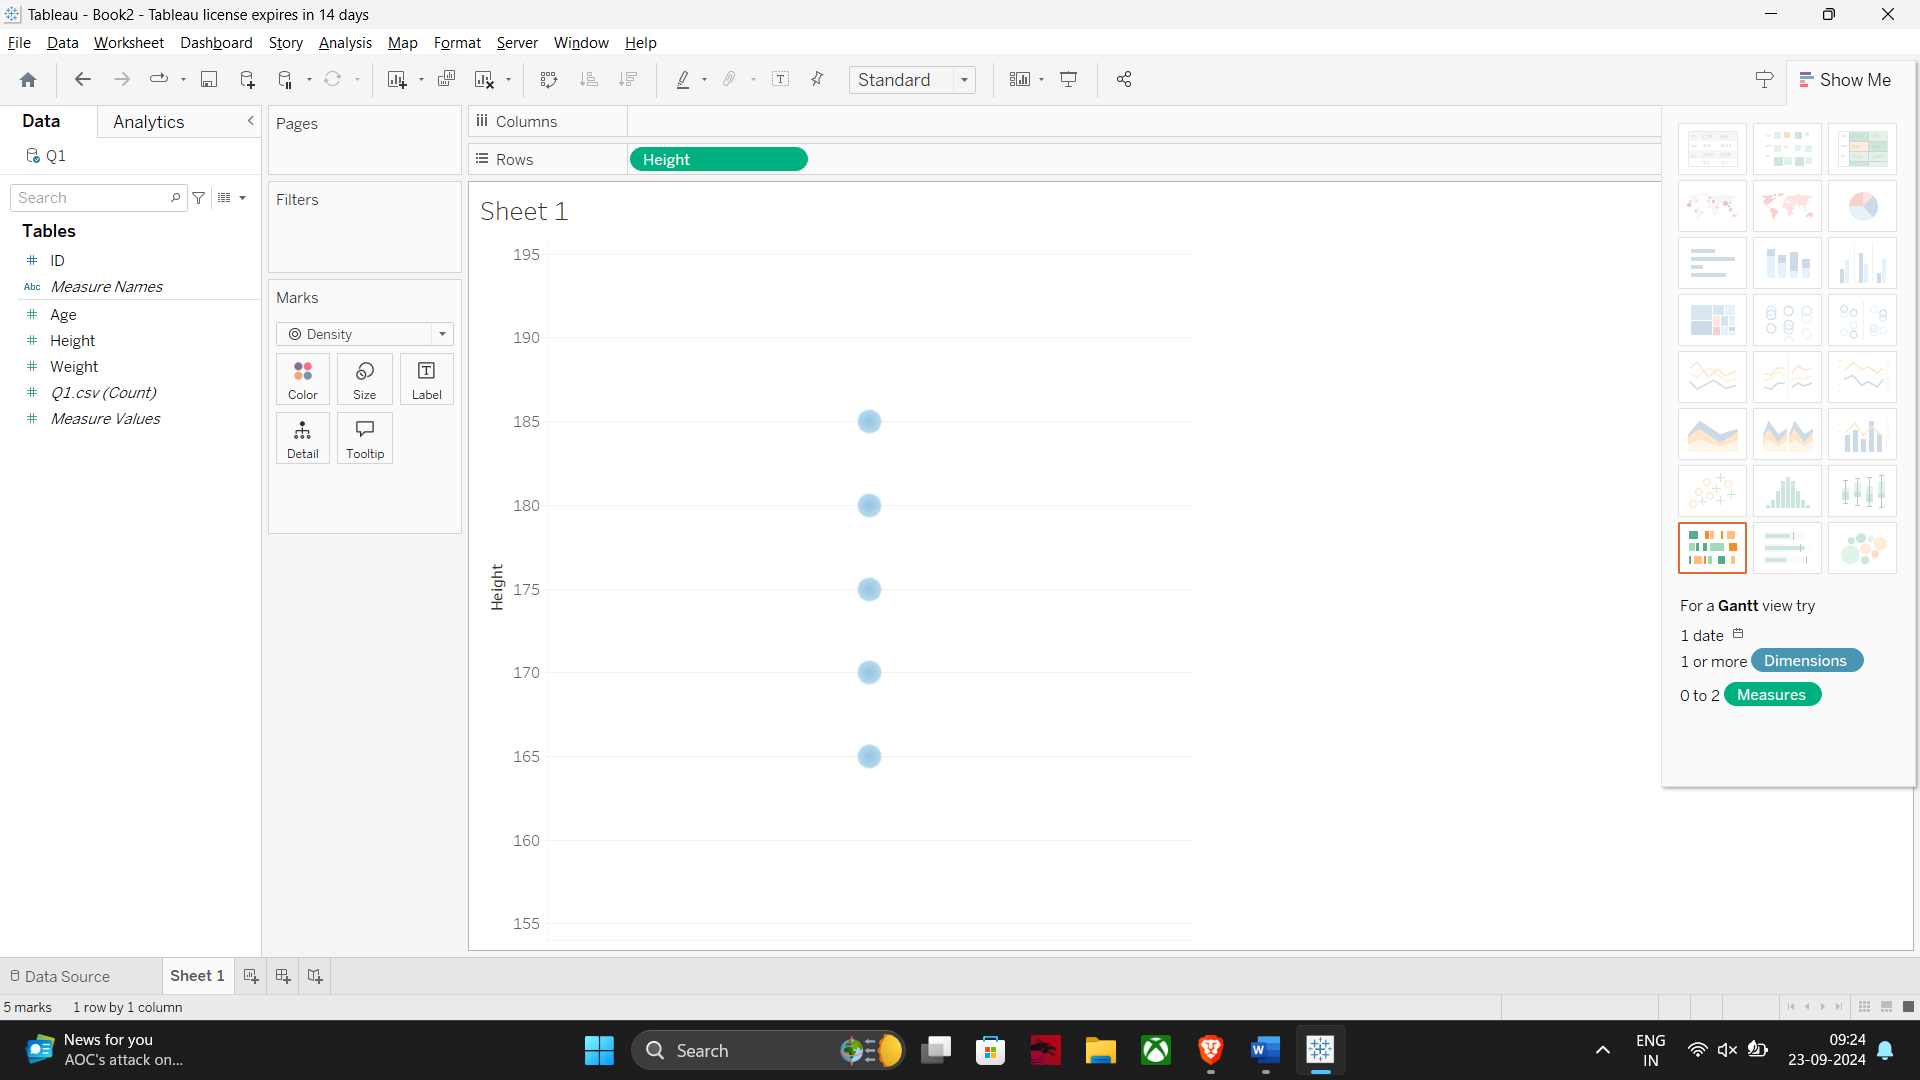 Tableau - Book2 - Tableau license expires in 14 days
File Data Worksheet Dashboard Story Analysis Map Format Server Window Help
Standard
Show Me
Data
Analytics
Q1
Search
Tables
ID
Abc Measure Names
Age
Height
Weight
Q1.csv (Count)
Measure Values
Pages
Filters
Marks
Density
Color
Size
Label
Detail
Tooltip
Columns
Rows
Height
Sheet 1
195
190
185
180
175
170
165
160
155
Height
For a Gantt view try
1 date
1 or more Dimensions
0 to 2 Measures
Data Source
Sheet 1
5 marks
1 row by 1 column
News for you
AOC's attack on...
Search
ENG
IN
09:24
23-09-2024